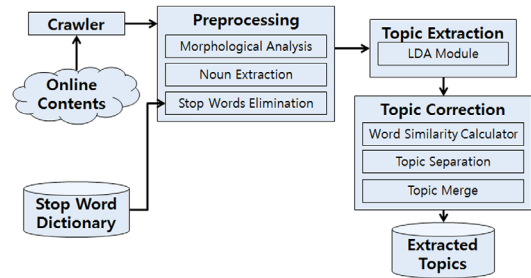 Crawler
Online
Contents
Stop Word
Dictionary
Preprocessing
Morphological Analysis
Noun Extraction
Stop Words Elimination
Topic Extraction
LDA Module
Topic Correction
Word Similarity Calculator
Topic Separation
Topic Merge
Extracted
Topics